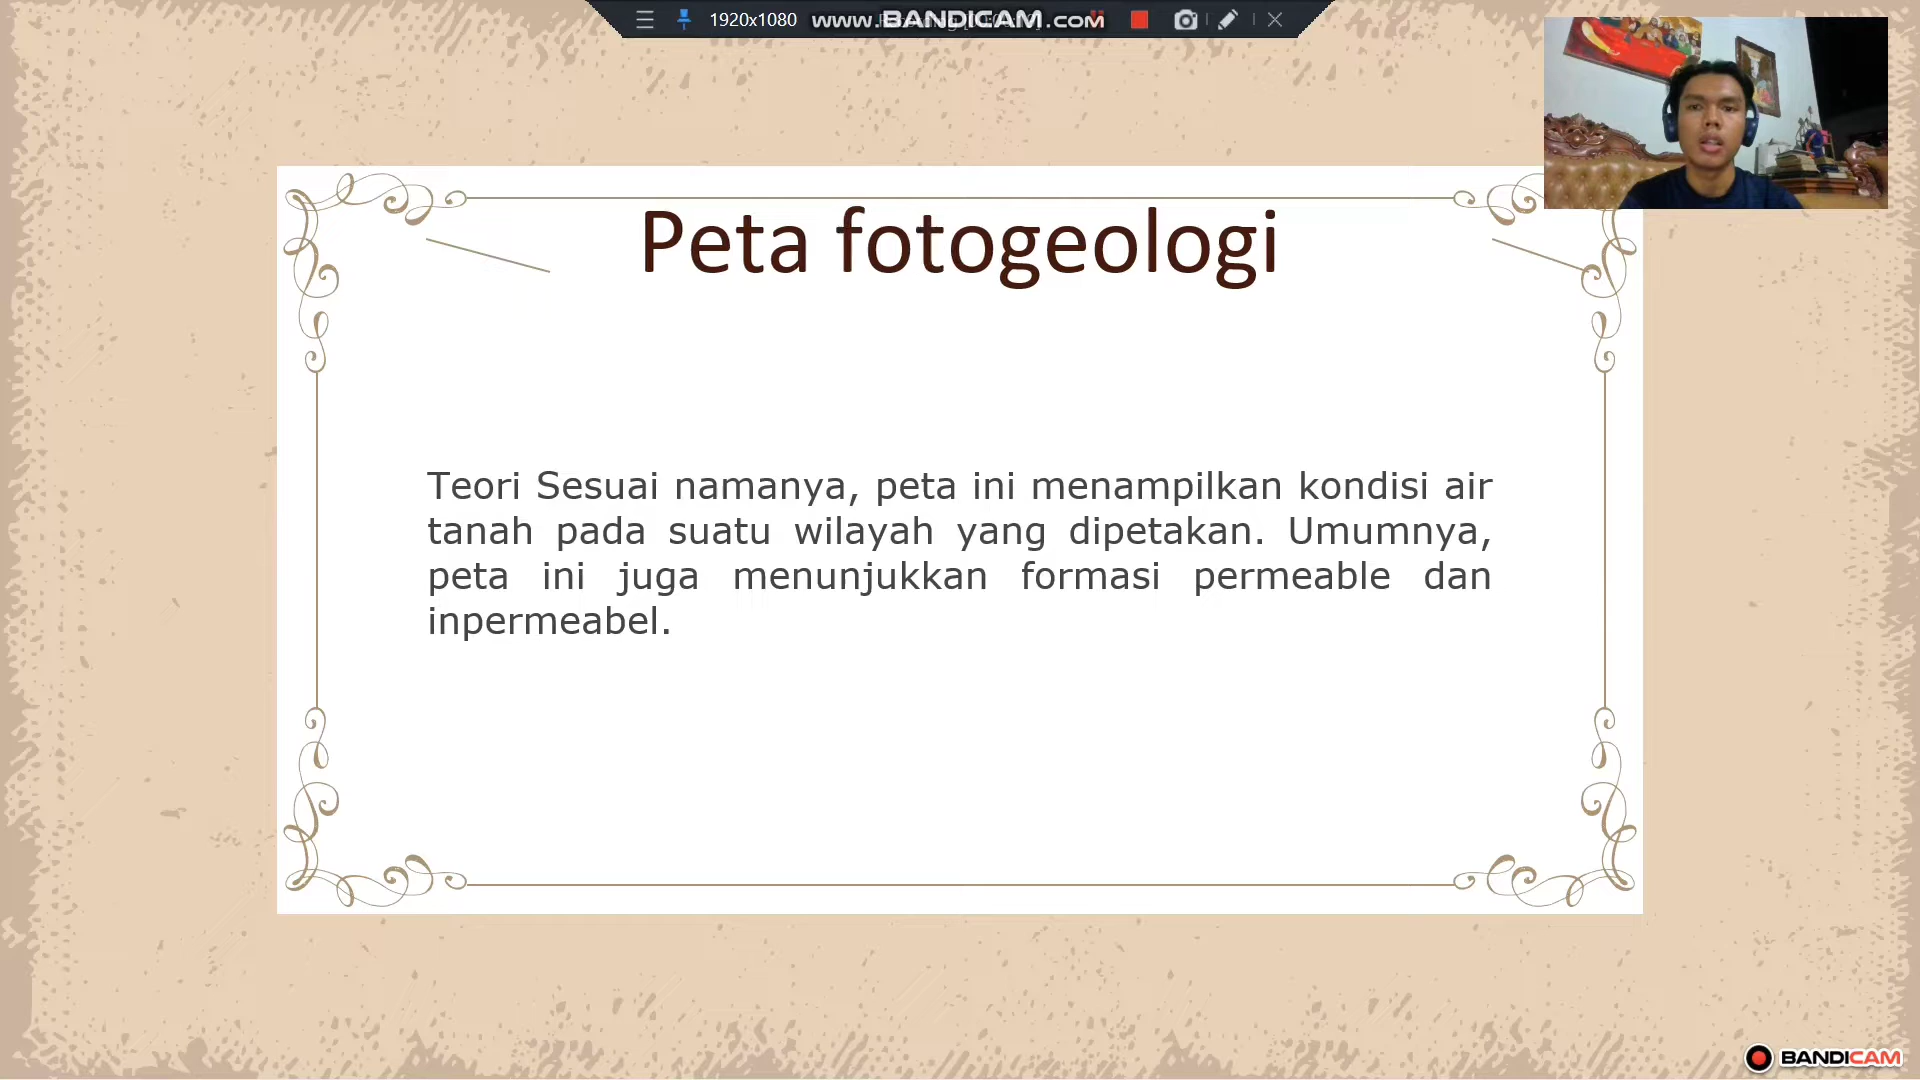 1920x1080
www.BANDICAM.com
Peta fotogeologi
Teori Sesuai namanya, peta ini menampilkan kondisi air
tanah pada suatu wilayah yang dipetakan. Umumnya,
peta ini juga menunjukkan formasi permeable dan
inpermeabel.
BANDICAM